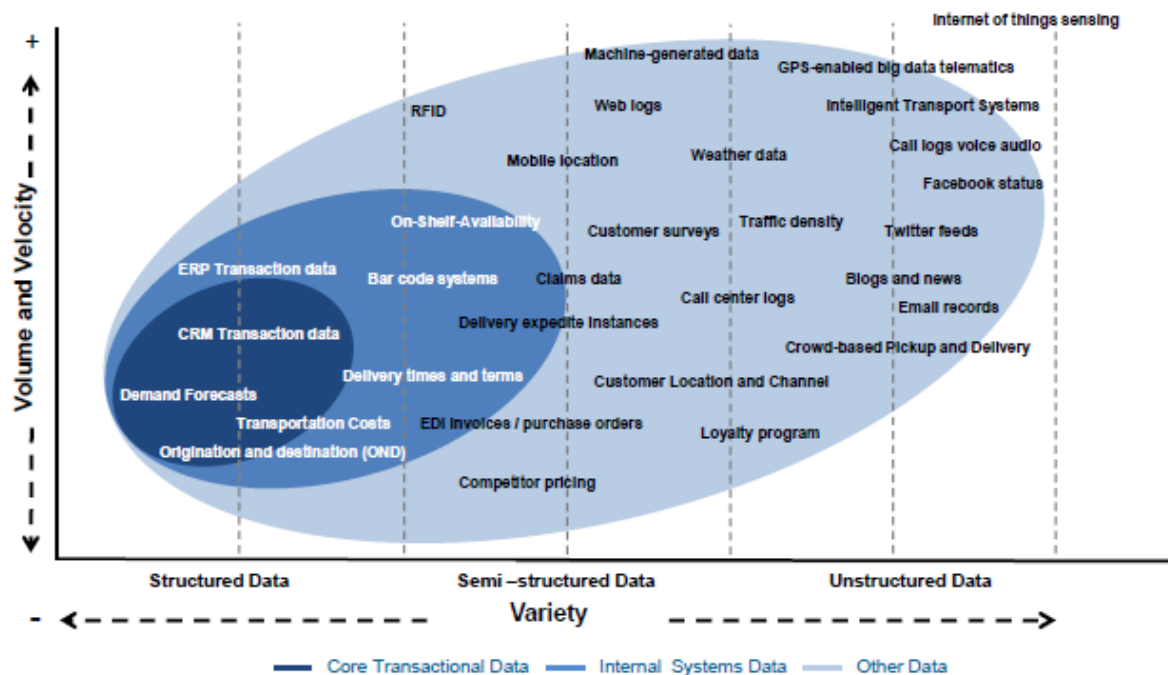 Internet of things sensing
+
Machine-generated data
GPS-enabled big data telematics
RFID
Web logs
Intelligent Transport Systems
Mobile location
Weather data
Call logs voice audio
Facebook status
On-Shelf-Availability
Customer surveys
Traffic density
Twitter feeds
ERP Transaction data
Bar code systems
Claims data
Blogs and news
Call center logs
Email records
CRM Transaction data
Delivery expedite instances
Crowd-based Pickup and Delivery
Delivery times and terms
Customer Location and Channel
Demand Forecasts
Transportation Costs
EDI Invoices / purchase orders
Loyalty program
Origination and destination (OND)
Competitor pricing
Volume and Velocity
Structured Data
Semi –structured Data
Unstructured Data
-
Variety
Core Transactional Data
Internal Systems Data
Other Data